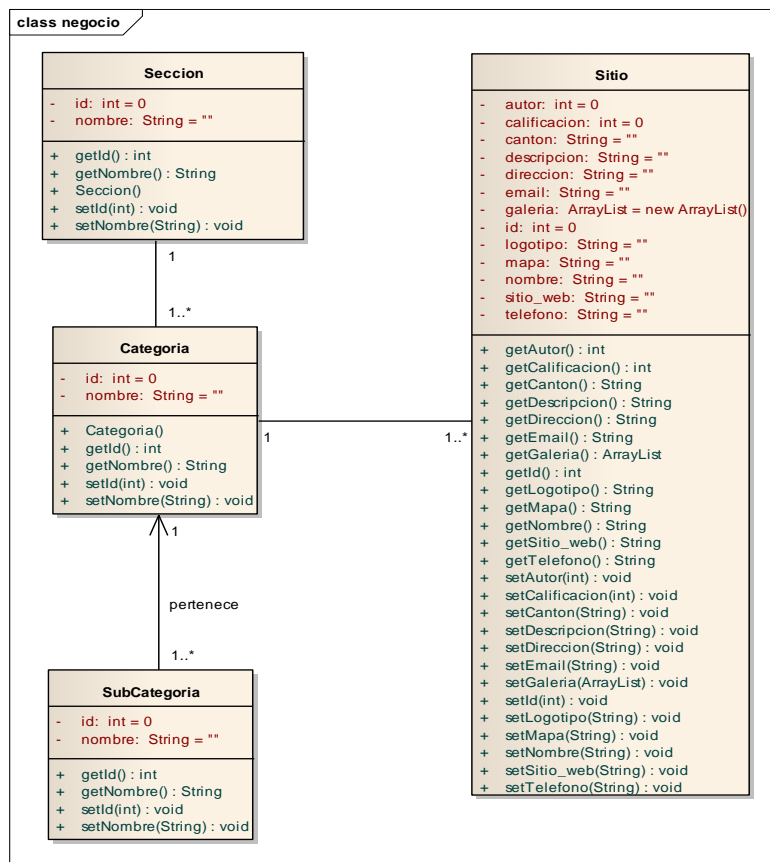 class negocio
Seccion
- id: int = 0
- nombre: String = ""
+ getId() : int
+ getNombre() : String
+ Seccion()
+ setId(int) : void
+ setNombre(String) : void
1
1..*
Categoria
- id: int = 0
- nombre: String = ""
+ Categoria()
+ getId() : int
+ getNombre() : String
+ setId(int) : void
+ setNombre(String) : void
1
1..*
1
pertenece
1..*
SubCategoria
- id: int = 0
- nombre: String = ""
+ getId() : int
+ getNombre() : String
+ setId(int) : void
+ setNombre(String) : void
Sitio
- autor: int = 0
- calificacion: int = 0
- canton: String = ""
- descripcion: String = ""
- direccion: String = ""
- email: String = ""
- galeria: ArrayList = new ArrayList()
- id: int = 0
- logotipo: String = ""
- mapa: String = ""
- nombre: String = ""
- sitio_web: String = ""
- telefono: String = ""
+ getAutor() : int
+ getCalificacion() : int
+ getCanton() : String
+ getDescripcion() : String
+ getDireccion() : String
+ getEmail() : String
+ getGaleria() : ArrayList
+ getId() : int
+ getLogotipo() : String
+ getMapa() : String
+ getNombre() : String
+ getSitio_web() : String
+ getTelefono() : String
+ setAutor(int) : void
+ setCalificacion(int) : void
+ setCanton(String) : void
+ setDescripcion(String) : void
+ setDireccion(String) : void
+ setEmail(String) : void
+ setGaleria(ArrayList) : void
+ setId(int) : void
+ setLogotipo(String) : void
+ setMapa(String) : void
+ setNombre(String) : void
+ setSitio_web(String) : void
+ setTelefono(String) : void